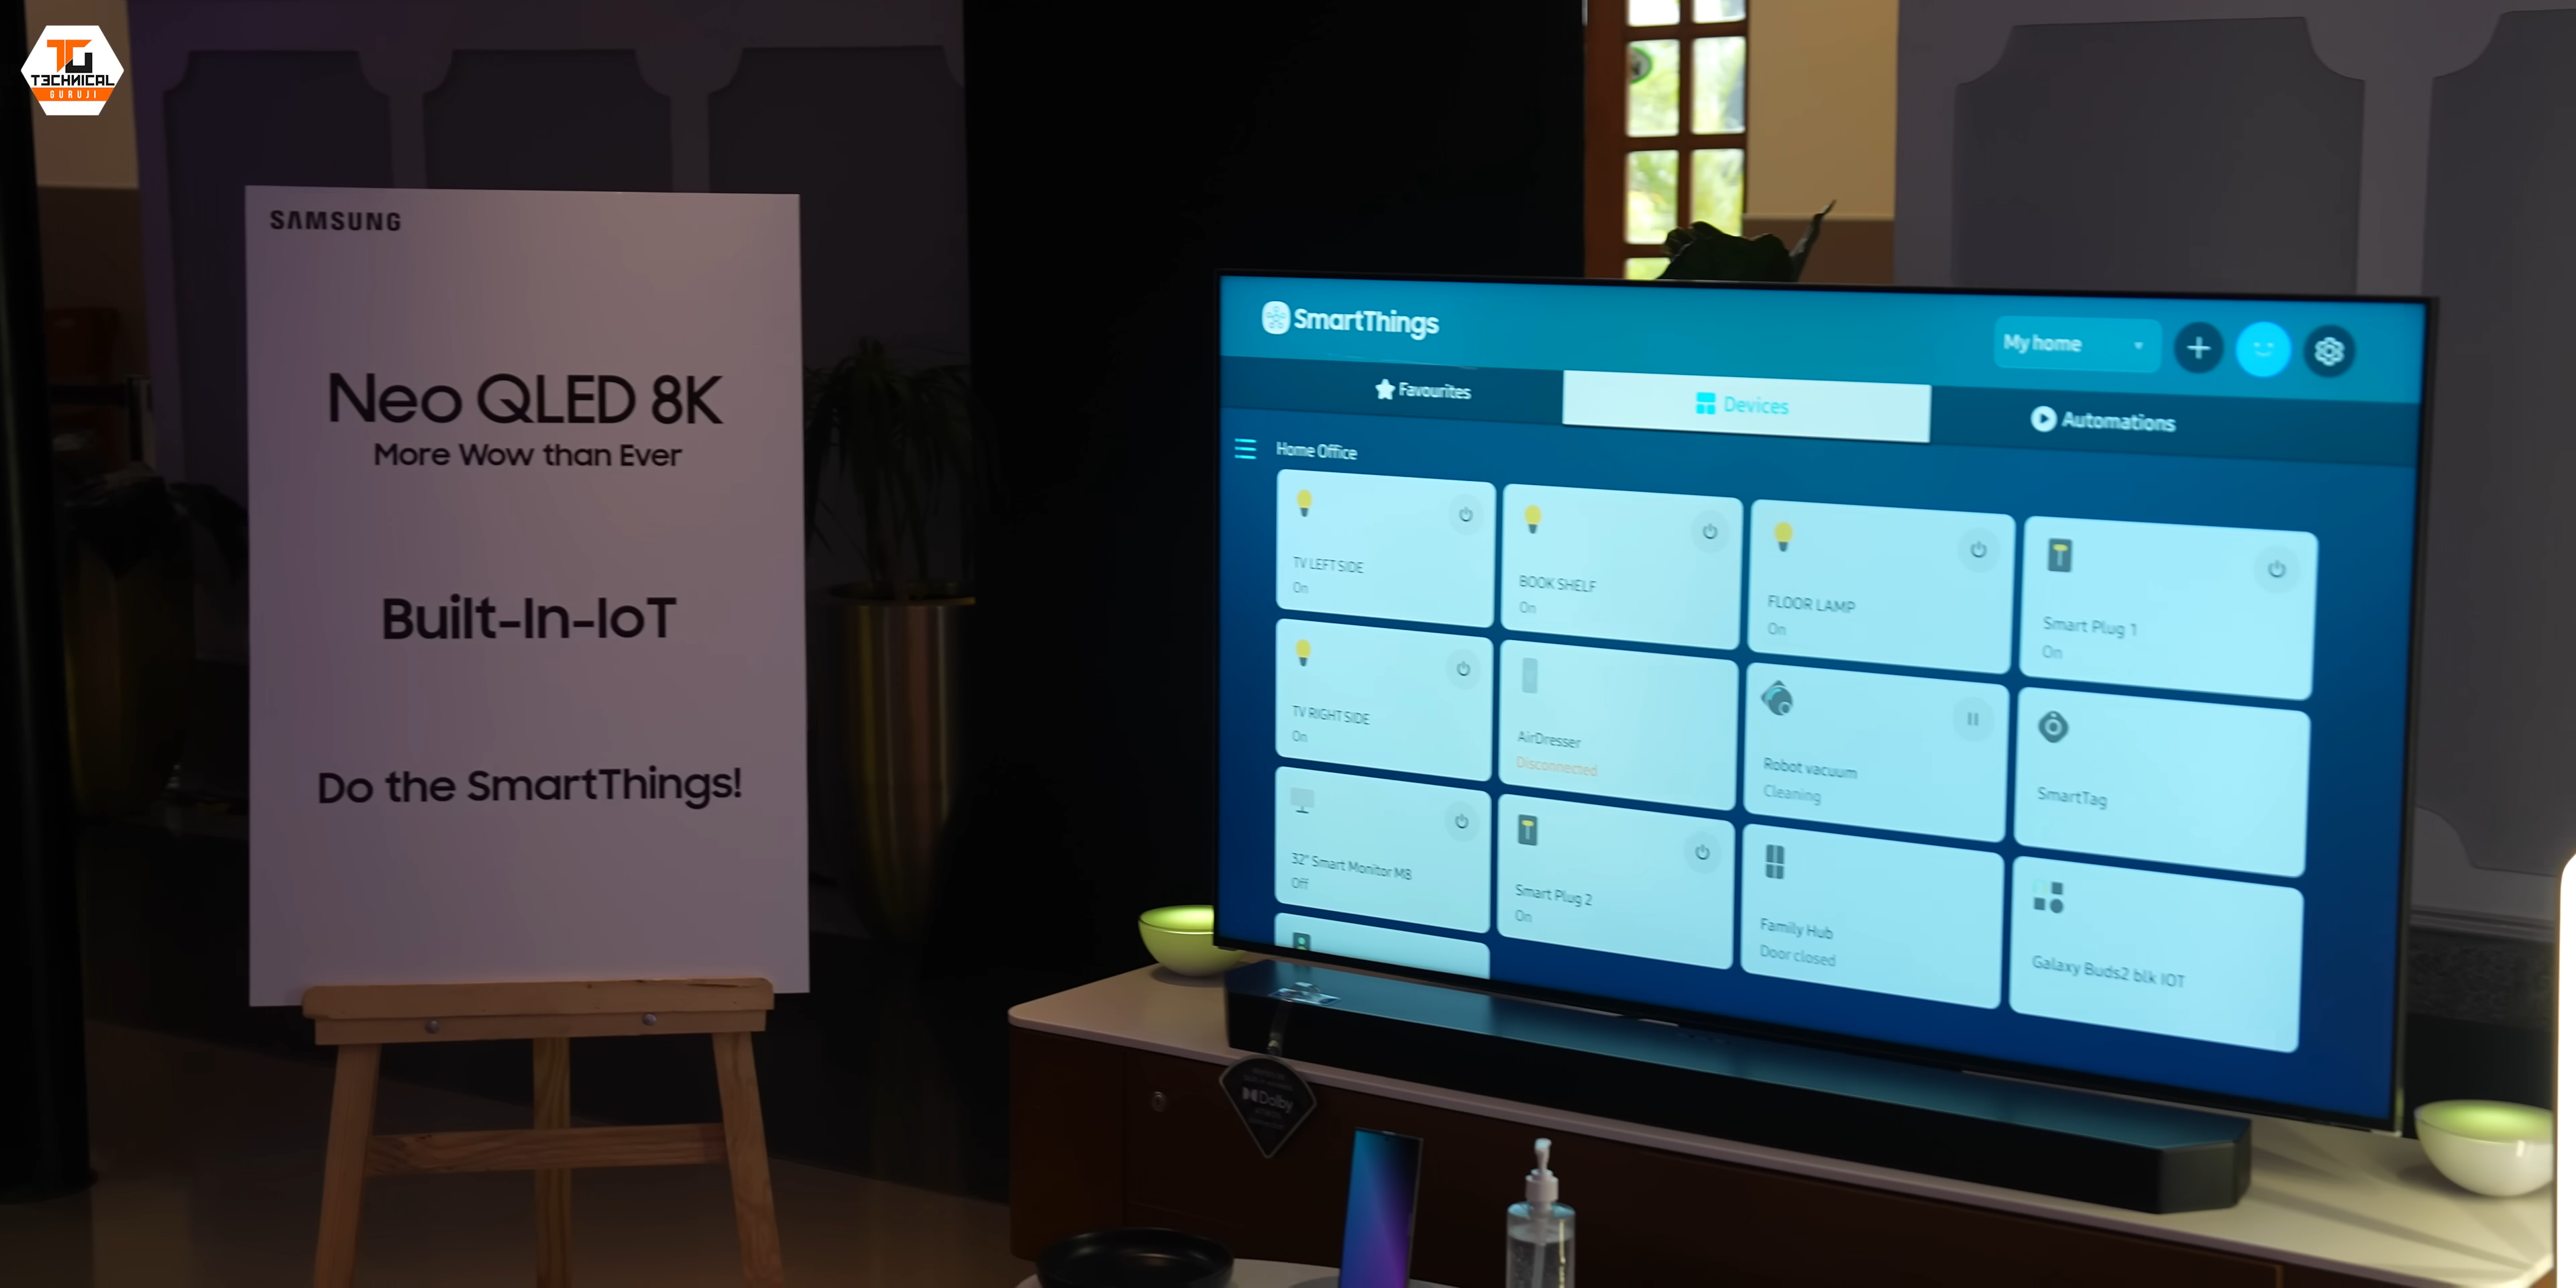 TECHNICAL
GURUJI
SAMSUNG
Neo QLED 8K
More Wow than Ever
Built-In-IoT
Do the SmartThings!
SmartThings
My home
Favourites
Devices
Automations
Home Office
TV LEFT SIDE
On
BOOK SHELF
On
FLOOR LAMP
On
Smart Plug 1
On
TV RIGHT SIDE
On
AirDresser
Disconnected
Robot vacuum
Cleaning
SmartTag
32" Smart Monitor M8
Off
Smart Plug 2
On
Family Hub
Door closed
Galaxy Buds2 blk IOT
Dolby